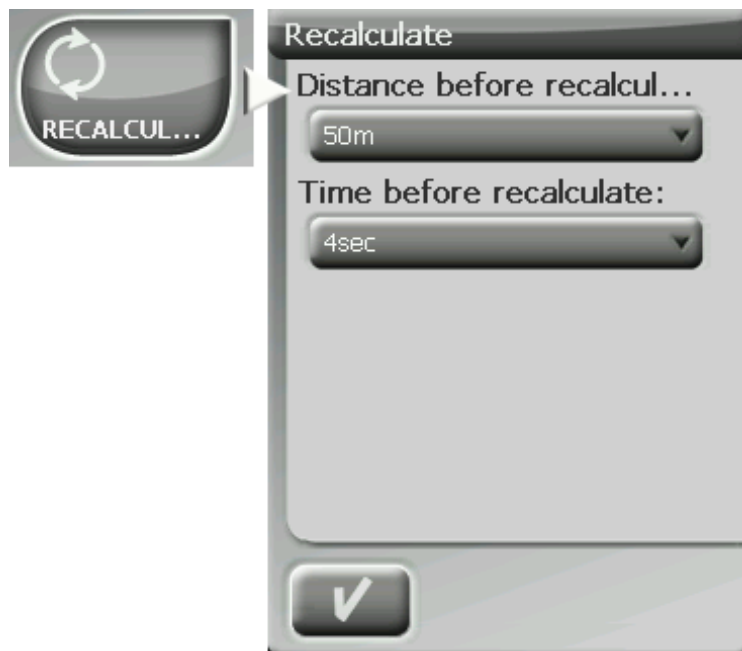 RECALCUL...
Recalculate
Distance before recalcul...
50m
Time before recalculate:
4sec